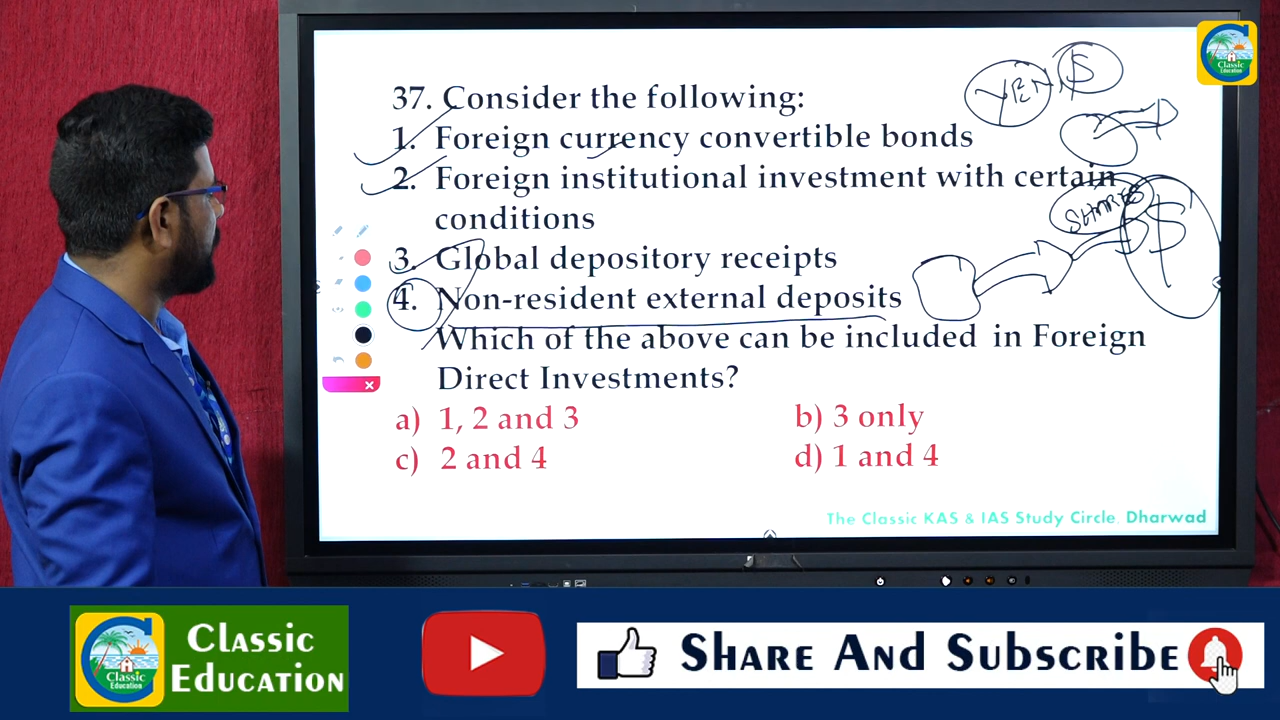 37. Consider the following:
1. Foreign currency convertible bonds
2. Foreign institutional investment with certain
conditions
3. Global depository receipts
4. Non-resident external deposits
Which of the above can be included in Foreign
Direct Investments?
a) 1, 2 and 3
b) 3 only
c) 2 and 4
d) 1 and 4
YEN $
SHARES
$
The Classic KAS & IAS Study Circle, Dharwad
Classic
Education
Classic
Education
Classic
Education
Share And Subscribe